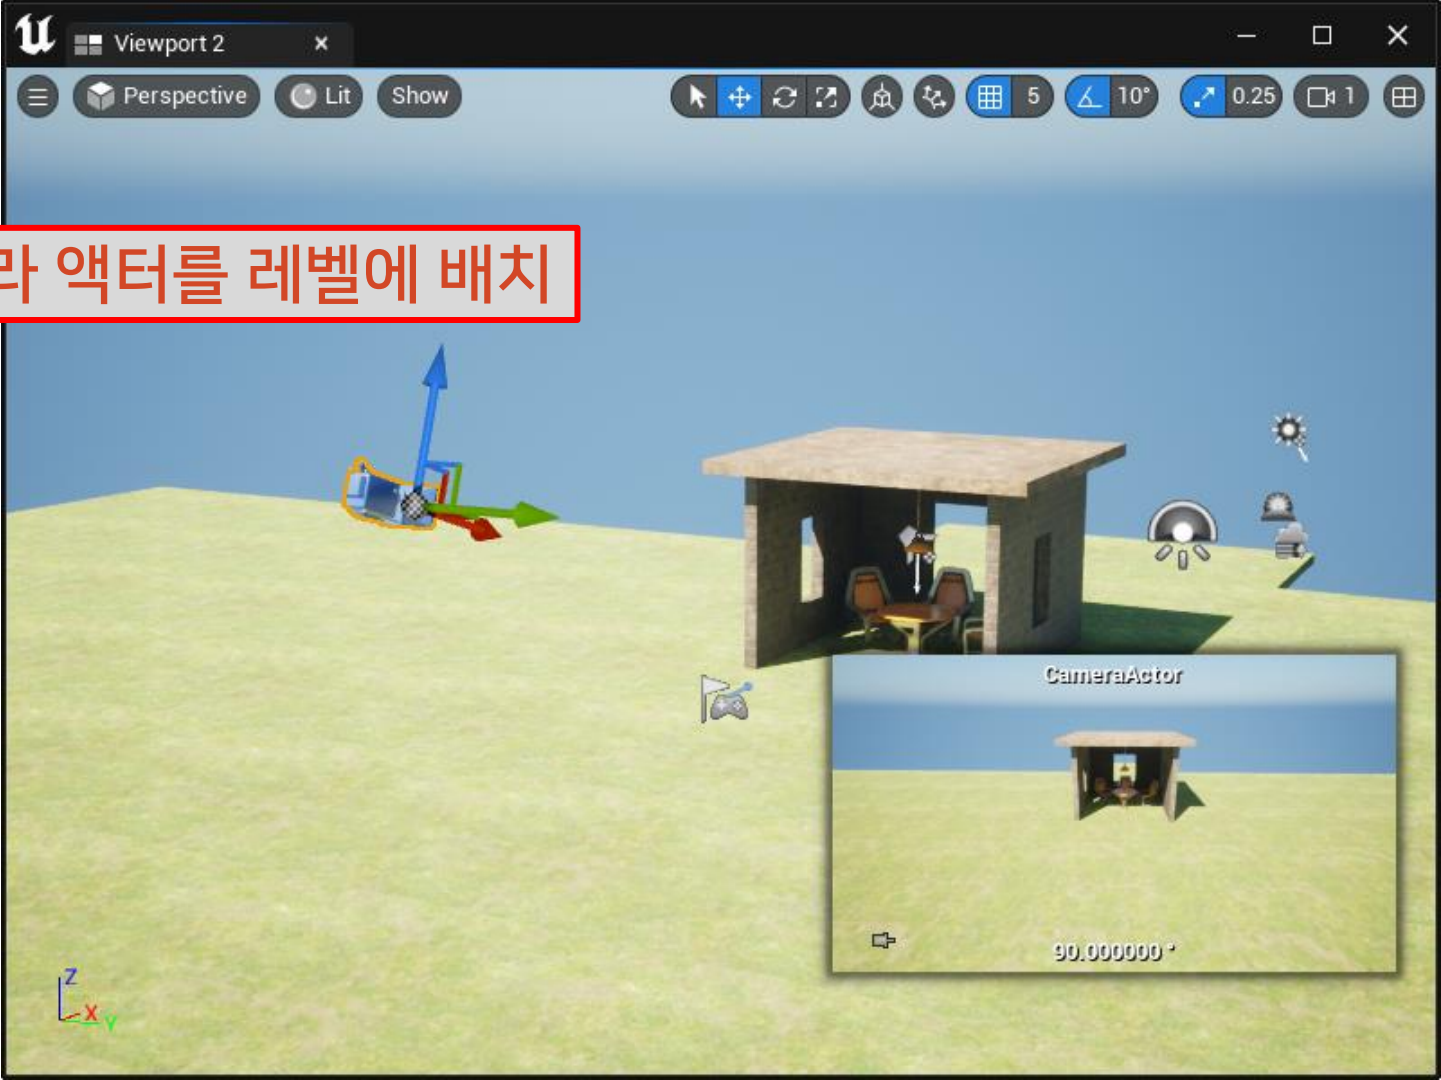 Viewport 2
Perspective
Lit
Show
5
10°
0.25
1
라 액터를 레벨에 배치
CameraActor
90.000000 °
Z
X
Y